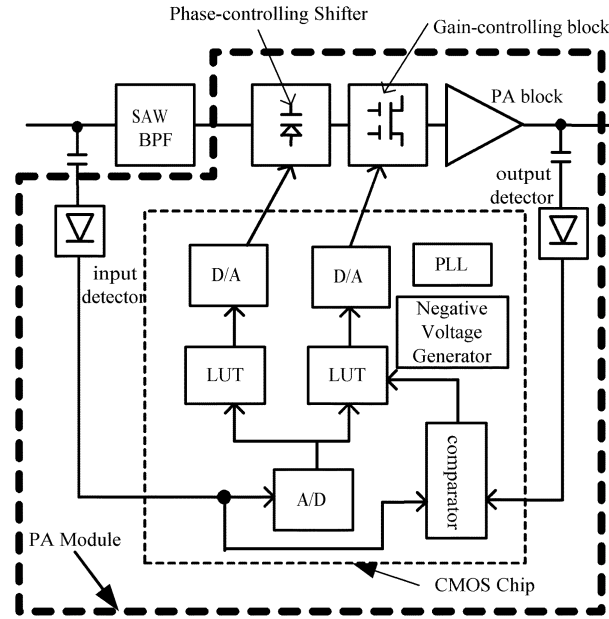 Phase-controlling Shifter
Gain-controlling block
SAW
BPF
PA block
output
detector
input
detector
D/A
D/A
PLL
Negative
Voltage
Generator
LUT
LUT
comparator
A/D
PA Module
CMOS Chip